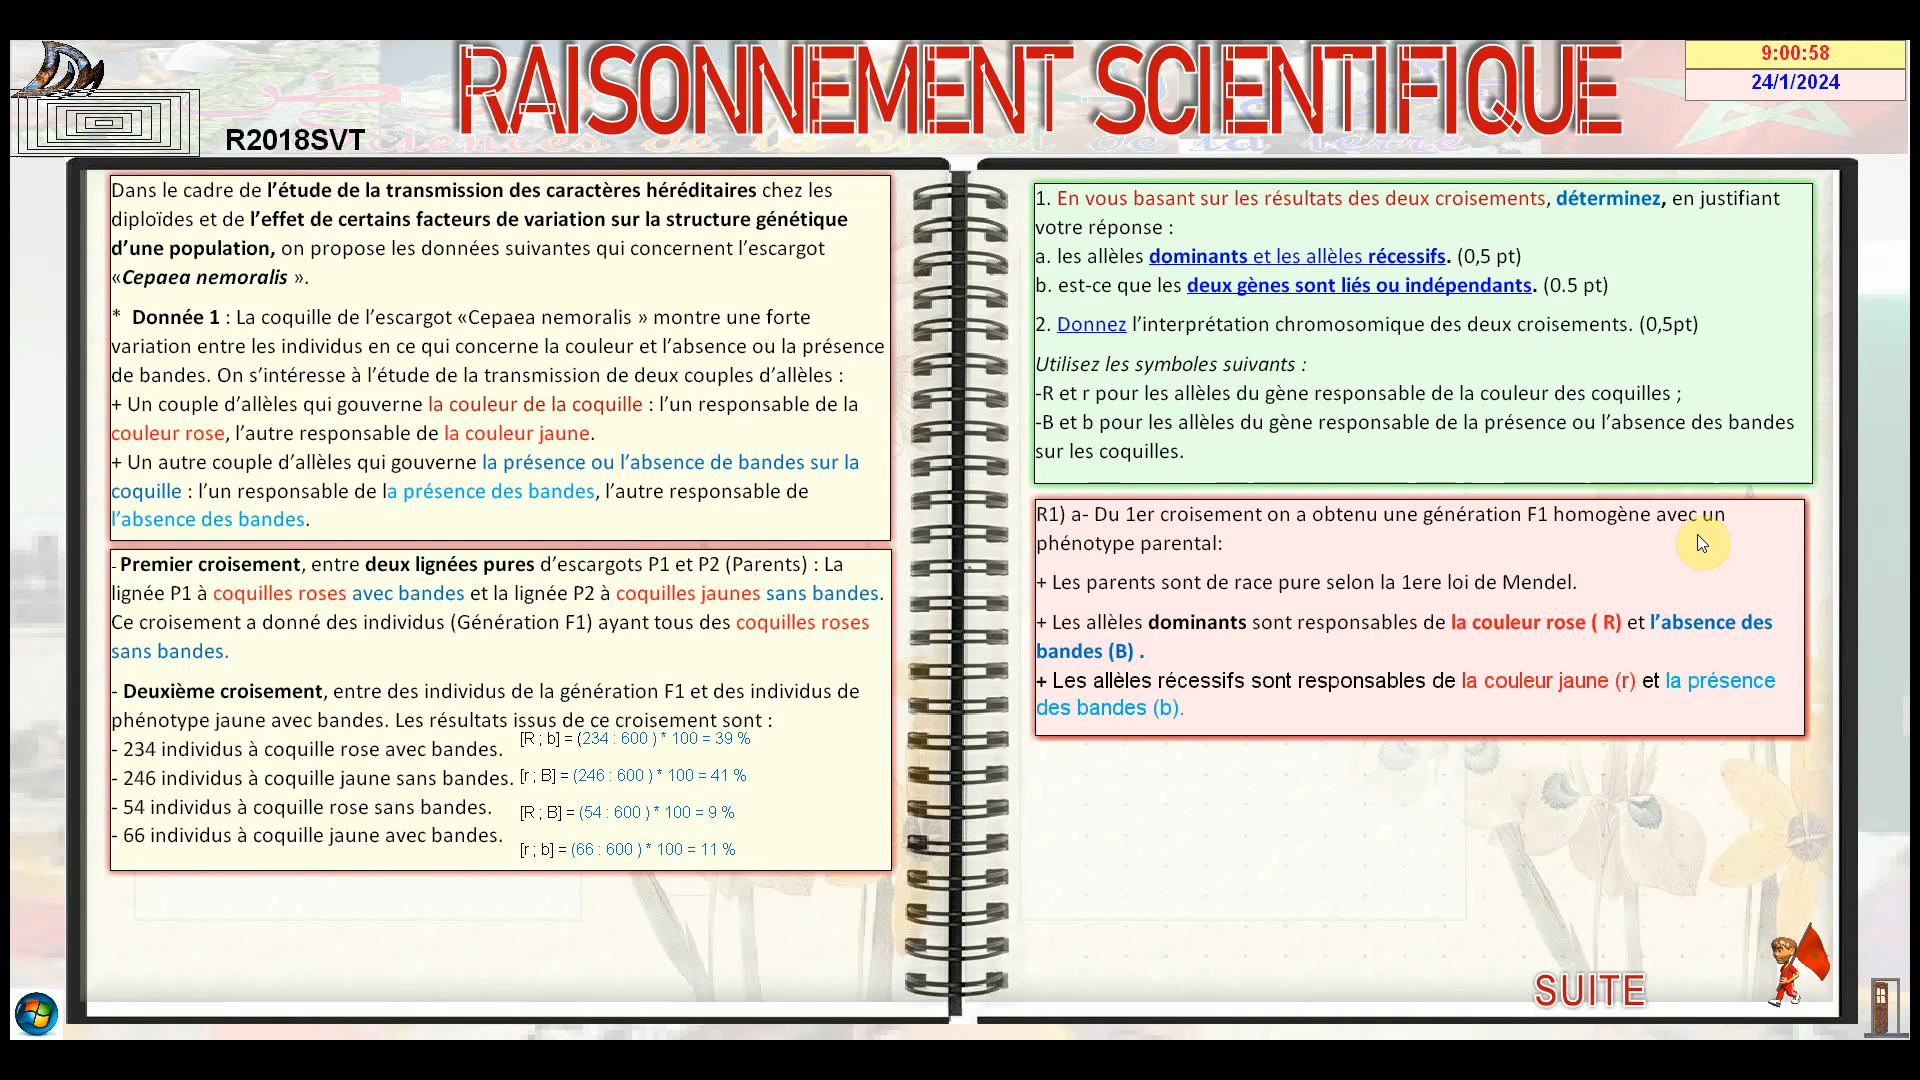 RAISONNEMENT SCIENTIFIQUE
9:00:58
24/1/2024
R2018SVT
Sciences de la vie et de la terre
Dans le cadre de l’étude de la transmission des caractères héréditaires chez les
diploïdes et de l’effet de certains facteurs de variation sur la structure génétique
d’une population, on propose les données suivantes qui concernent l’escargot
«Cepaea nemoralis ».
* Donnée 1 : La coquille de l’escargot «Cepaea nemoralis » montre une forte
variation entre les individus en ce qui concerne la couleur et l’absence ou la présence
de bandes. On s’intéresse à l’étude de la transmission de deux couples d’allèles :
+ Un couple d’allèles qui gouverne la couleur de la coquille : l’un responsable de la
couleur rose, l’autre responsable de la couleur jaune.
+ Un autre couple d’allèles qui gouverne la présence ou l’absence de bandes sur la
coquille : l’un responsable de la présence des bandes, l’autre responsable de
l’absence des bandes.
- Premier croisement, entre deux lignées pures d’escargots P1 et P2 (Parents) : La
lignée P1 à coquilles roses avec bandes et la lignée P2 à coquilles jaunes sans bandes.
Ce croisement a donné des individus (Génération F1) ayant tous des coquilles roses
sans bandes.
- Deuxième croisement, entre des individus de la génération F1 et des individus de
phénotype jaune avec bandes. Les résultats issus de ce croisement sont :
- 234 individus à coquille rose avec bandes. [R ; b] = (234 : 600 ) * 100 = 39 %
- 246 individus à coquille jaune sans bandes. [r ; B] = (246 : 600 ) * 100 = 41 %
- 54 individus à coquille rose sans bandes. [R ; B] = (54 : 600 ) * 100 = 9 %
- 66 individus à coquille jaune avec bandes. [r ; b] = (66 : 600 ) * 100 = 11 %
1. En vous basant sur les résultats des deux croisements, déterminez, en justifiant
votre réponse :
a. les allèles dominants et les allèles récessifs. (0,5 pt)
b. est-ce que les deux gènes sont liés ou indépendants. (0.5 pt)
2. Donnez l’interprétation chromosomique des deux croisements. (0,5pt)
Utilisez les symboles suivants :
-R et r pour les allèles du gène responsable de la couleur des coquilles ;
-B et b pour les allèles du gène responsable de la présence ou l’absence des bandes
sur les coquilles.
R1) a- Du 1er croisement on a obtenu une génération F1 homogène avec un
phénotype parental:
+ Les parents sont de race pure selon la 1ere loi de Mendel.
+ Les allèles dominants sont responsables de la couleur rose ( R) et l’absence des
bandes (B) .
+ Les allèles récessifs sont responsables de la couleur jaune (r) et la présence
des bandes (b).
SUITE